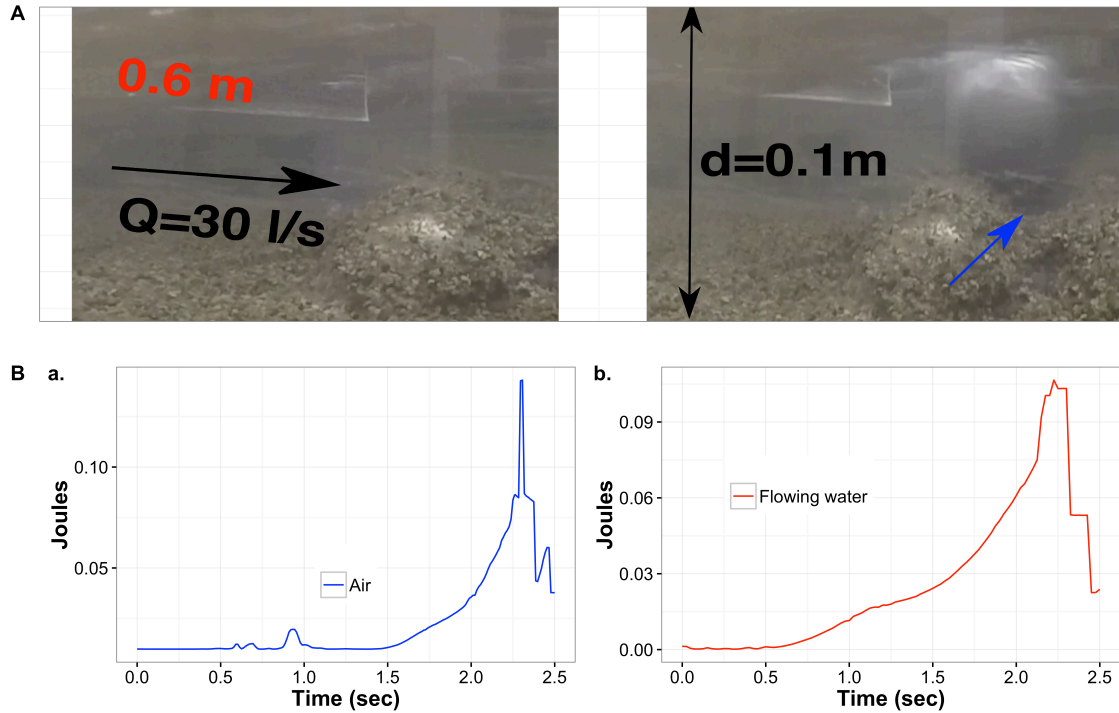 A
0.6 m
Q=30 l/s
d=0.1m
B
a.
Joules
0.10
0.05
Air
0.0
0.5
1.0
1.5
2.0
2.5
Time (sec)
b.
Joules
0.09
0.06
0.03
0.00
Flowing water
0.0
0.5
1.0
1.5
2.0
2.5
Time (sec)